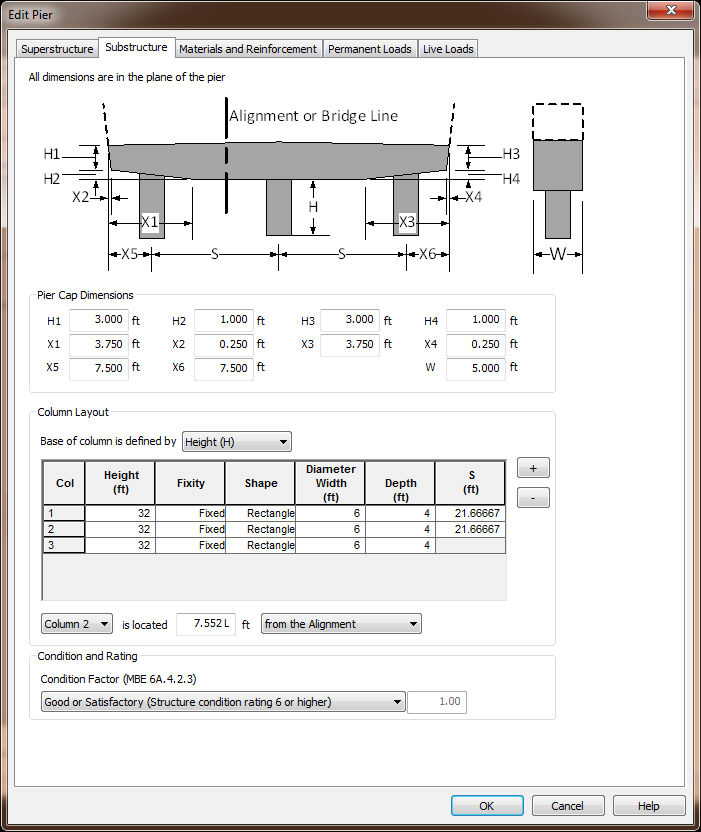 Edit Pier
Superstructure Substructure Materials and Reinforcement Permanent Loads Live Loads
All dimensions are in the plane of the pier
Alignment or Bridge Line
H1 H3
H2 H4
X2 X4
H
X1 X3
X5 S S X6 W
Pier Cap Dimensions
H1 3.000 ft H2 1.000 ft H3 3.000 ft H4 1.000 ft
X1 3.750 ft X2 0.250 ft X3 3.750 ft X4 0.250 ft
X5 7.500 ft X6 7.500 ft W 5.000 ft
Column Layout
Base of column is defined by Height (H)
Col Height (ft) Fixity Shape Diameter Width (ft) Depth (ft) S (ft)
+
1 32 Fixed Rectangle 6 4 21.66667
-
2 32 Fixed Rectangle 6 4 21.66667
3 32 Fixed Rectangle 6 4
Column 2 is located 7.552 L ft from the Alignment
Condition and Rating
Condition Factor (MBE 6A.4.2.3)
Good or Satisfactory (Structure condition rating 6 or higher) 1.00
OK Cancel Help